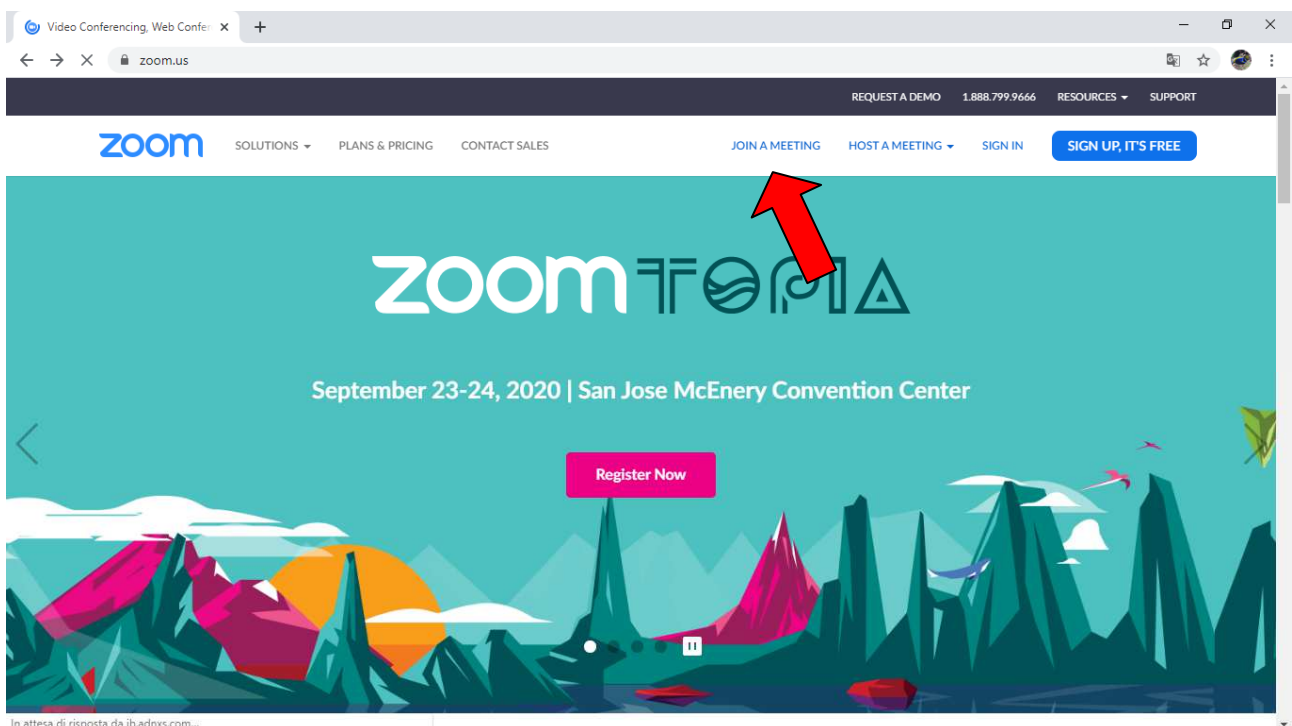 Video Conferencing, Web Confer
zoom.us
REQUEST A DEMO 1.888.799.9666 RESOURCES SUPPORT
zoom SOLUTIONS PLANS & PRICING CONTACT SALES JOIN A MEETING HOST A MEETING SIGN IN SIGN UP, IT'S FREE
zoomTOPIA
September 23-24, 2020 | San Jose McEnery Convention Center
Register Now
In attesa di risposta da ib.adnxs.com...